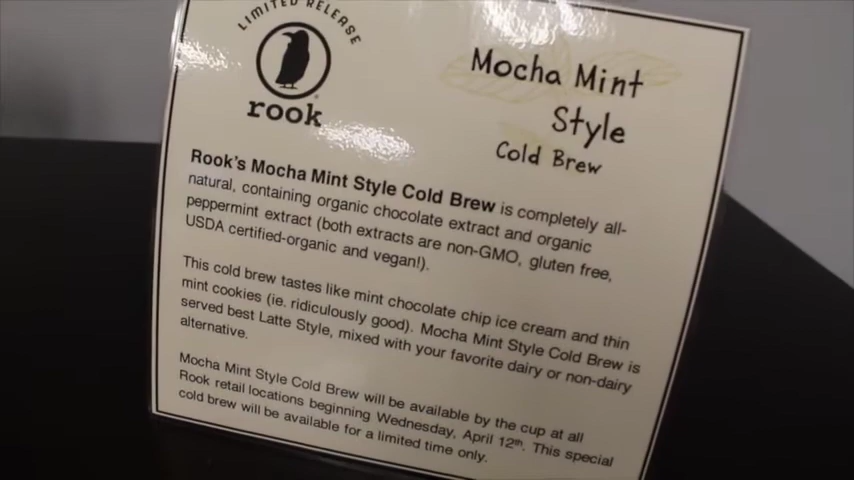 LIMITED RELEASE
rook
Mocha Mint
Style
Cold Brew
Rook's Mocha Mint Style Cold Brew is completely all-
natural, containing organic chocolate extract and organic
peppermint extract (both extracts are non-GMO, gluten free,
USDA certified-organic and vegan!).
This cold brew tastes like mint chocolate chip ice cream and thin
mint cookies (ie. ridiculously good). Mocha Mint Style Cold Brew is
served best Latte Style, mixed with your favorite dairy or non-dairy
alternative.
Mocha Mint Style Cold Brew will be available by the cup at all
Rook retail locations beginning Wednesday, April 12th. This special
cold brew will be available for a limited time only.